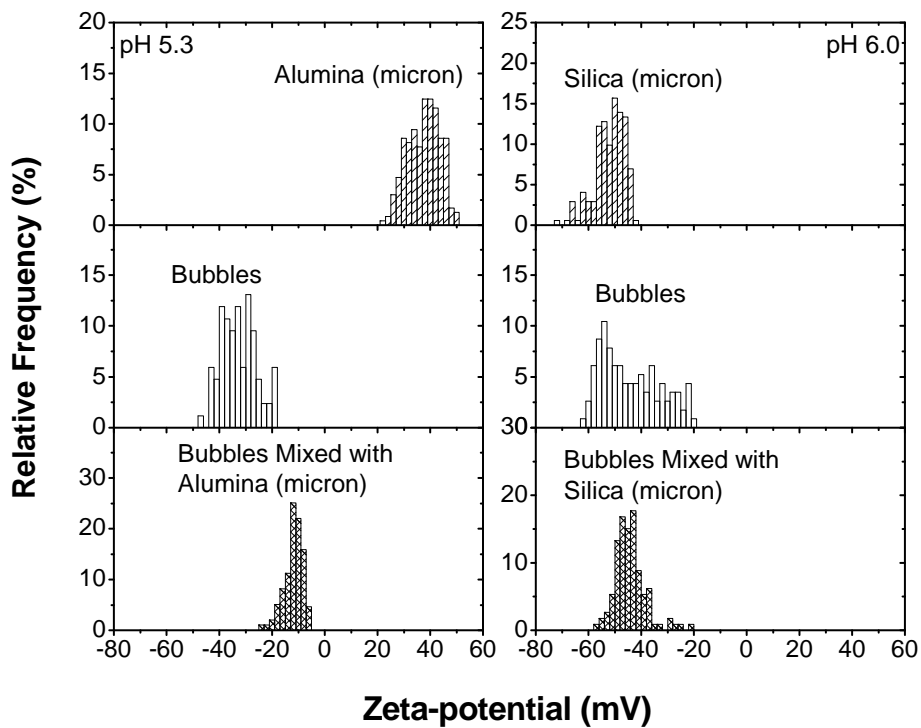 Relative Frequency (%)
20
15
10
5
0
pH 5.3
Alumina (micron)
25
20
15
10
5
0
pH 6.0
Silica (micron)
15
10
5
0
Bubbles
15
10
5
0
30
Bubbles
30
20
10
0
Bubbles Mixed with
Alumina (micron)
20
10
0
Bubbles Mixed with
Silica (micron)
-80 -60 -40 -20 0 20 40 60
-80 -60 -40 -20 0 20 40 60
Zeta-potential (mV)